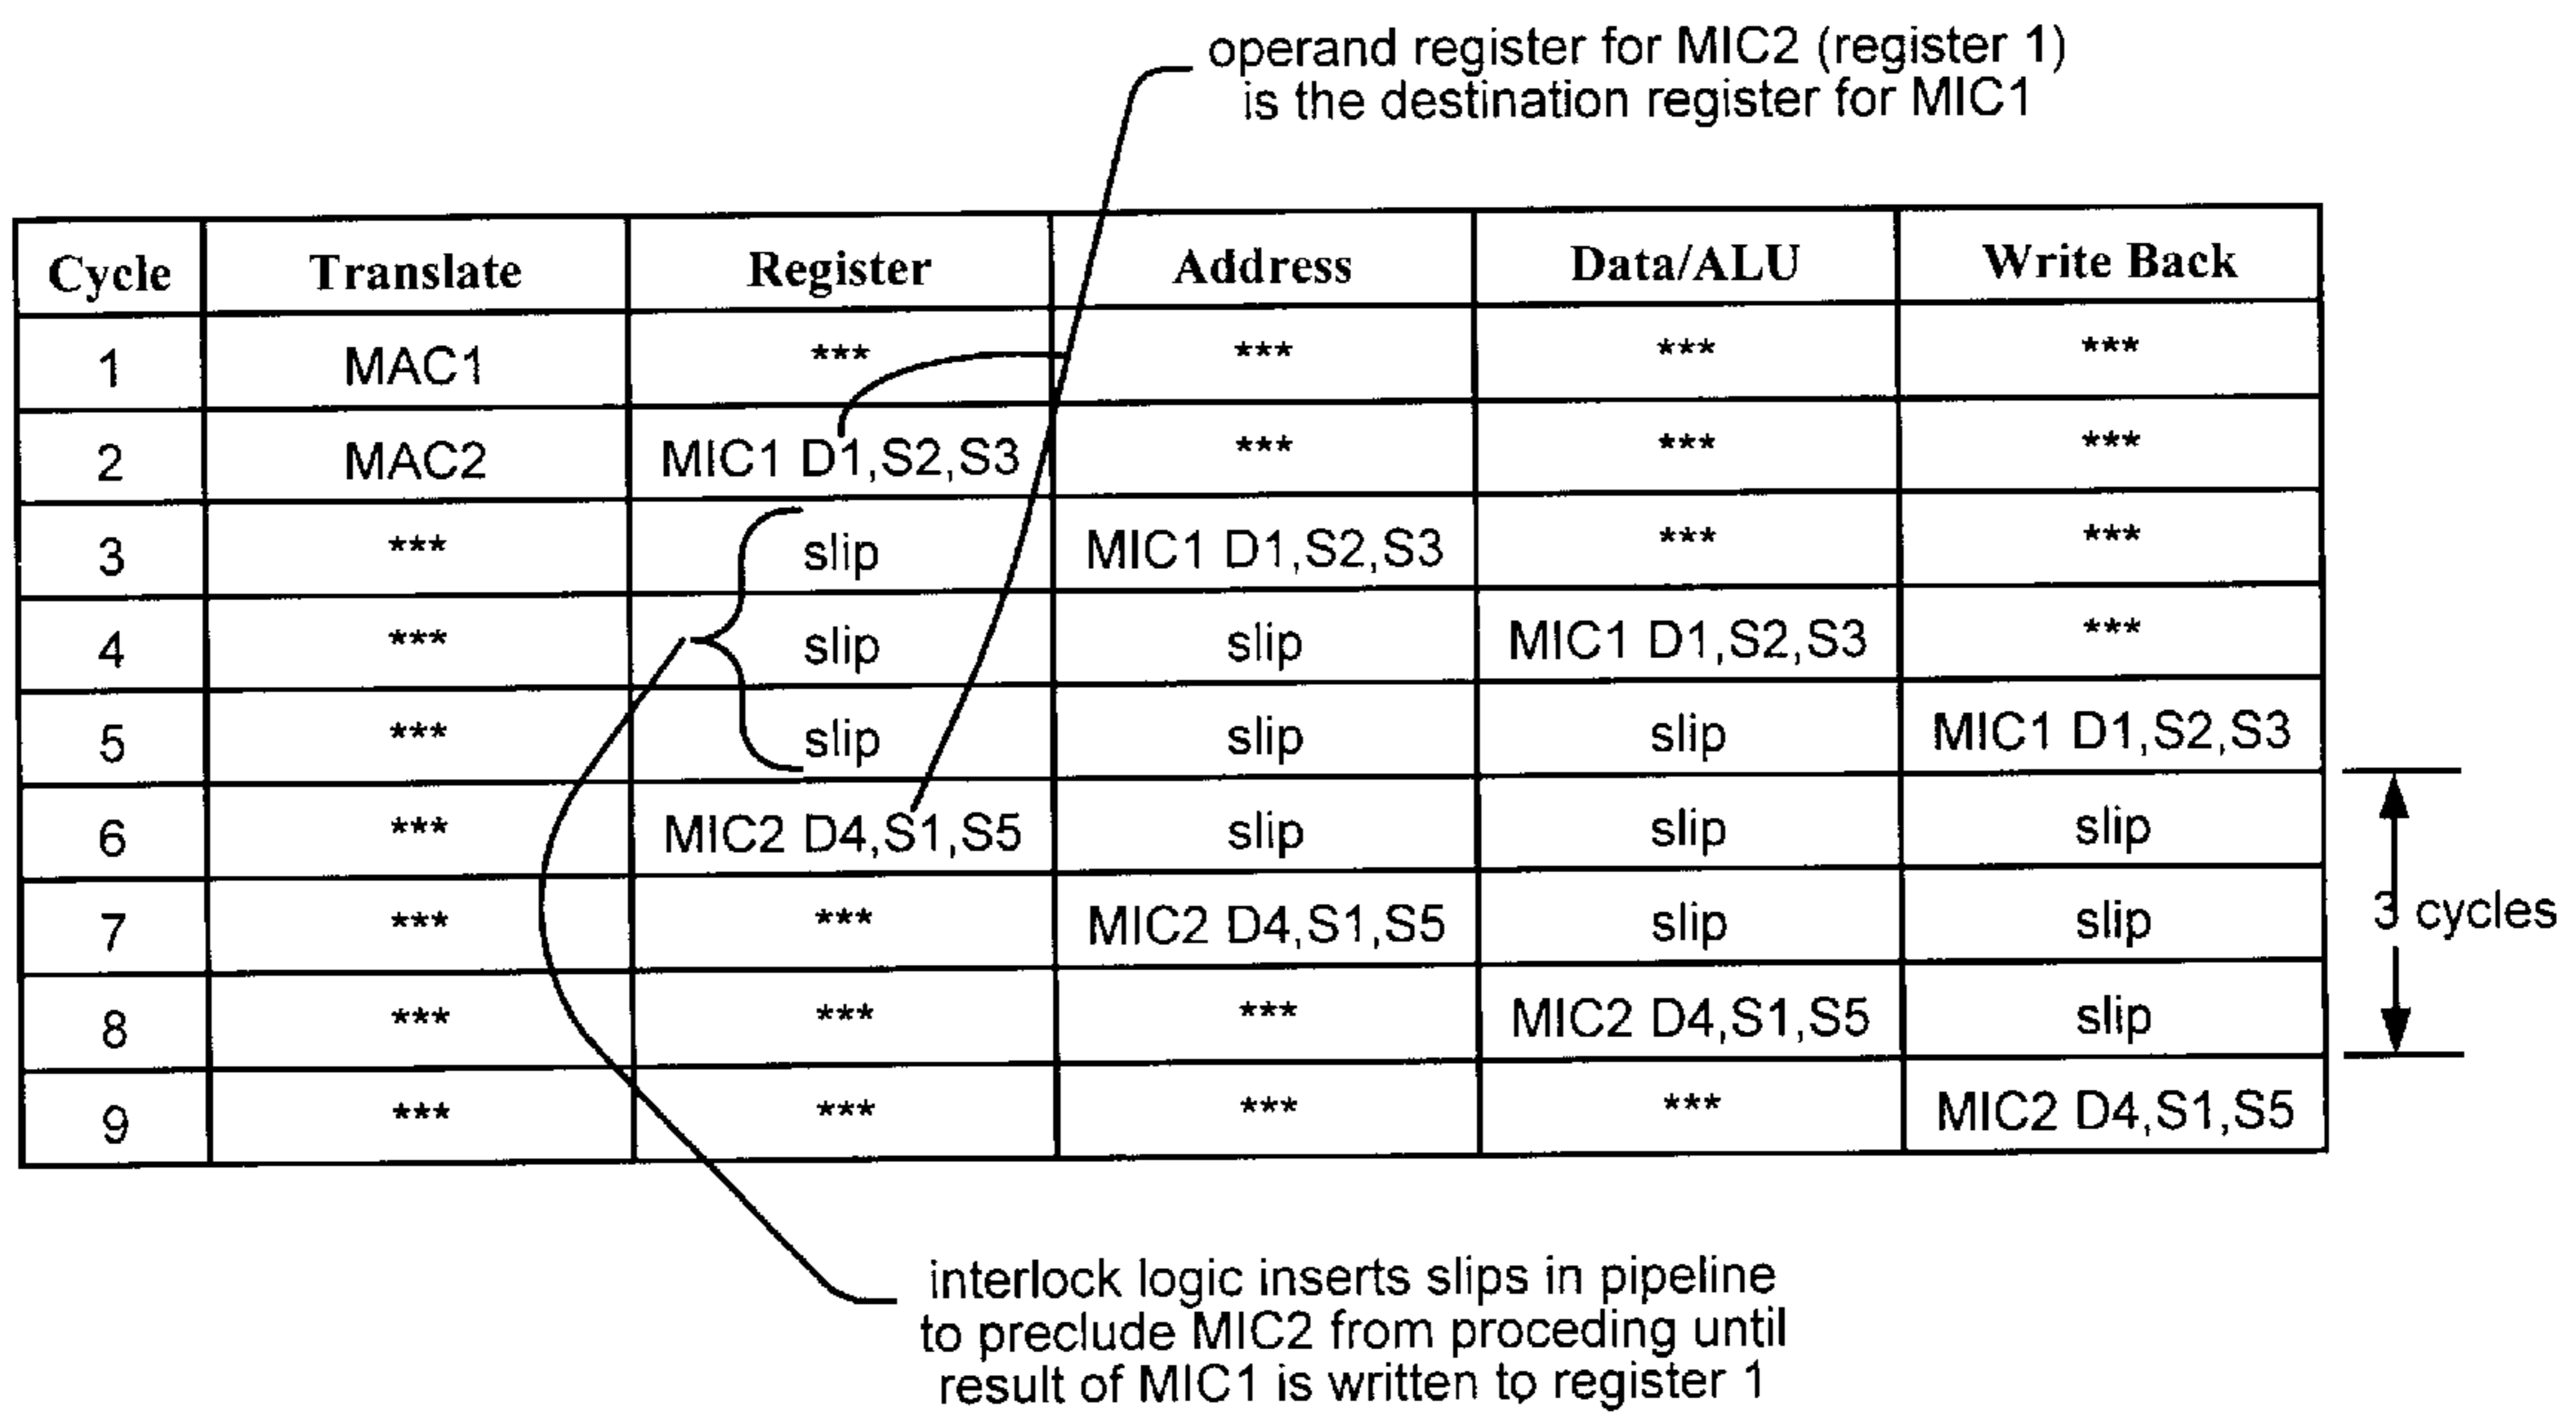 operand register for MIC2 (register 1)
is the destination register for MIC1
Cycle Translate Register Address Data/ALU Write Back
1 MAC1 *** *** *** ***
2 MAC2 MIC1 D1,S2,S3 *** *** ***
3 *** slip MIC1 D1,S2,S3 *** ***
4 *** slip slip MIC1 D1,S2,S3 ***
5 *** slip slip slip MIC1 D1,S2,S3
6 *** MIC2 D4,S1,S5 slip slip slip
7 *** *** MIC2 D4,S1,S5 slip slip
8 *** *** *** MIC2 D4,S1,S5 slip
9 *** *** *** *** MIC2 D4,S1,S5
3 cycles
interlock logic inserts slips in pipeline
to preclude MIC2 from proceding until
result of MIC1 is written to register 1